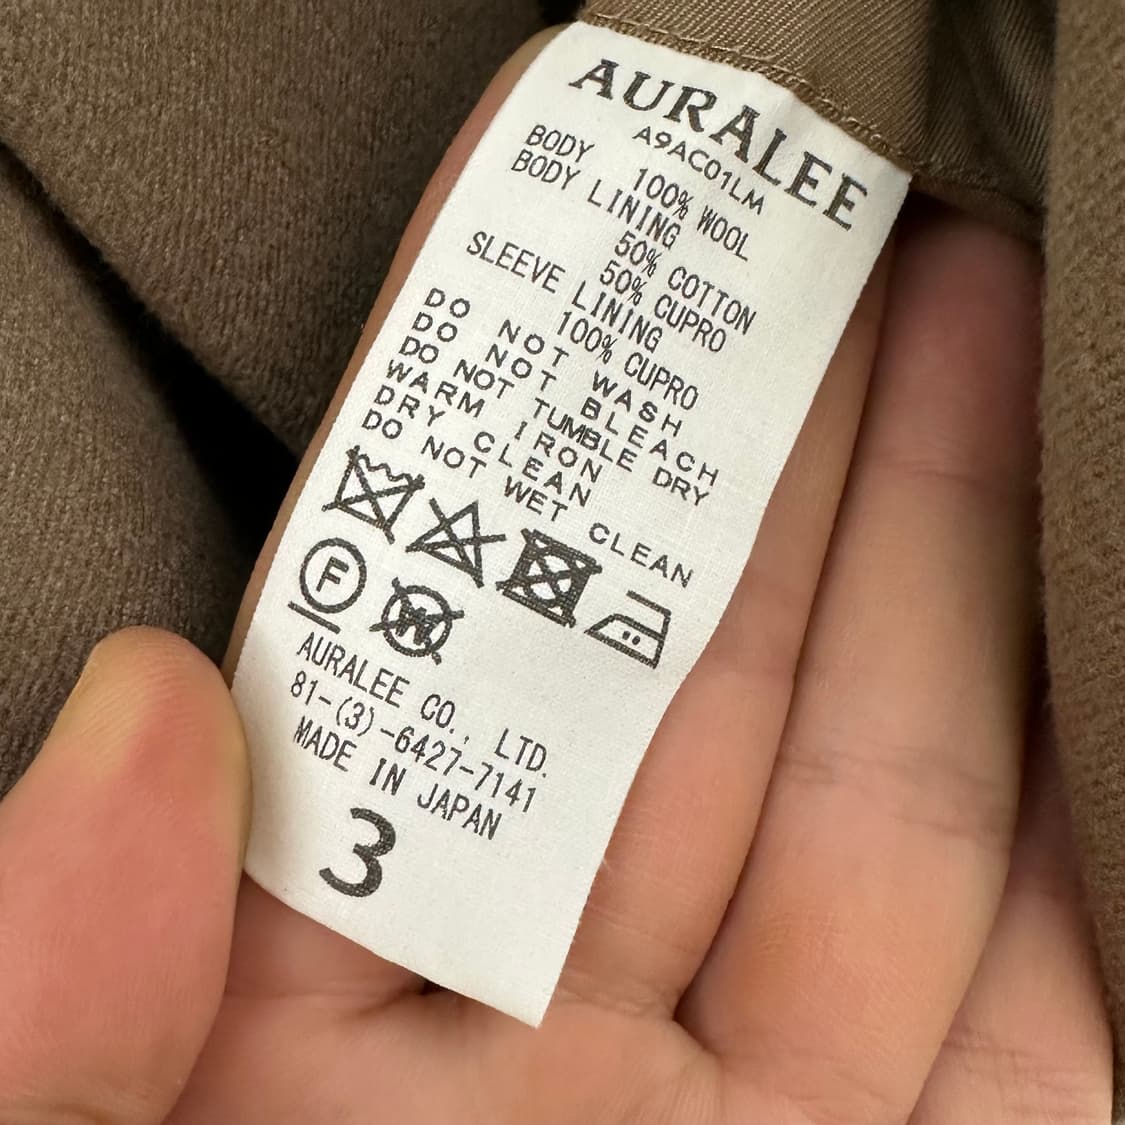 AURALEE
A9AC01LM
BODY
100% WOOL
BODY LINING
50% COTTON
50% CUPRO
SLEEVE LINING
100% CUPRO
DO NOT WASH
DO NOT BLEACH
DO NOT TUMBLE DRY
WARM IRON
DRY CLEAN
DO NOT WET CLEAN
F
W
AURALEE CO., LTD.
81-(3)-6427-7141
MADE IN JAPAN
3